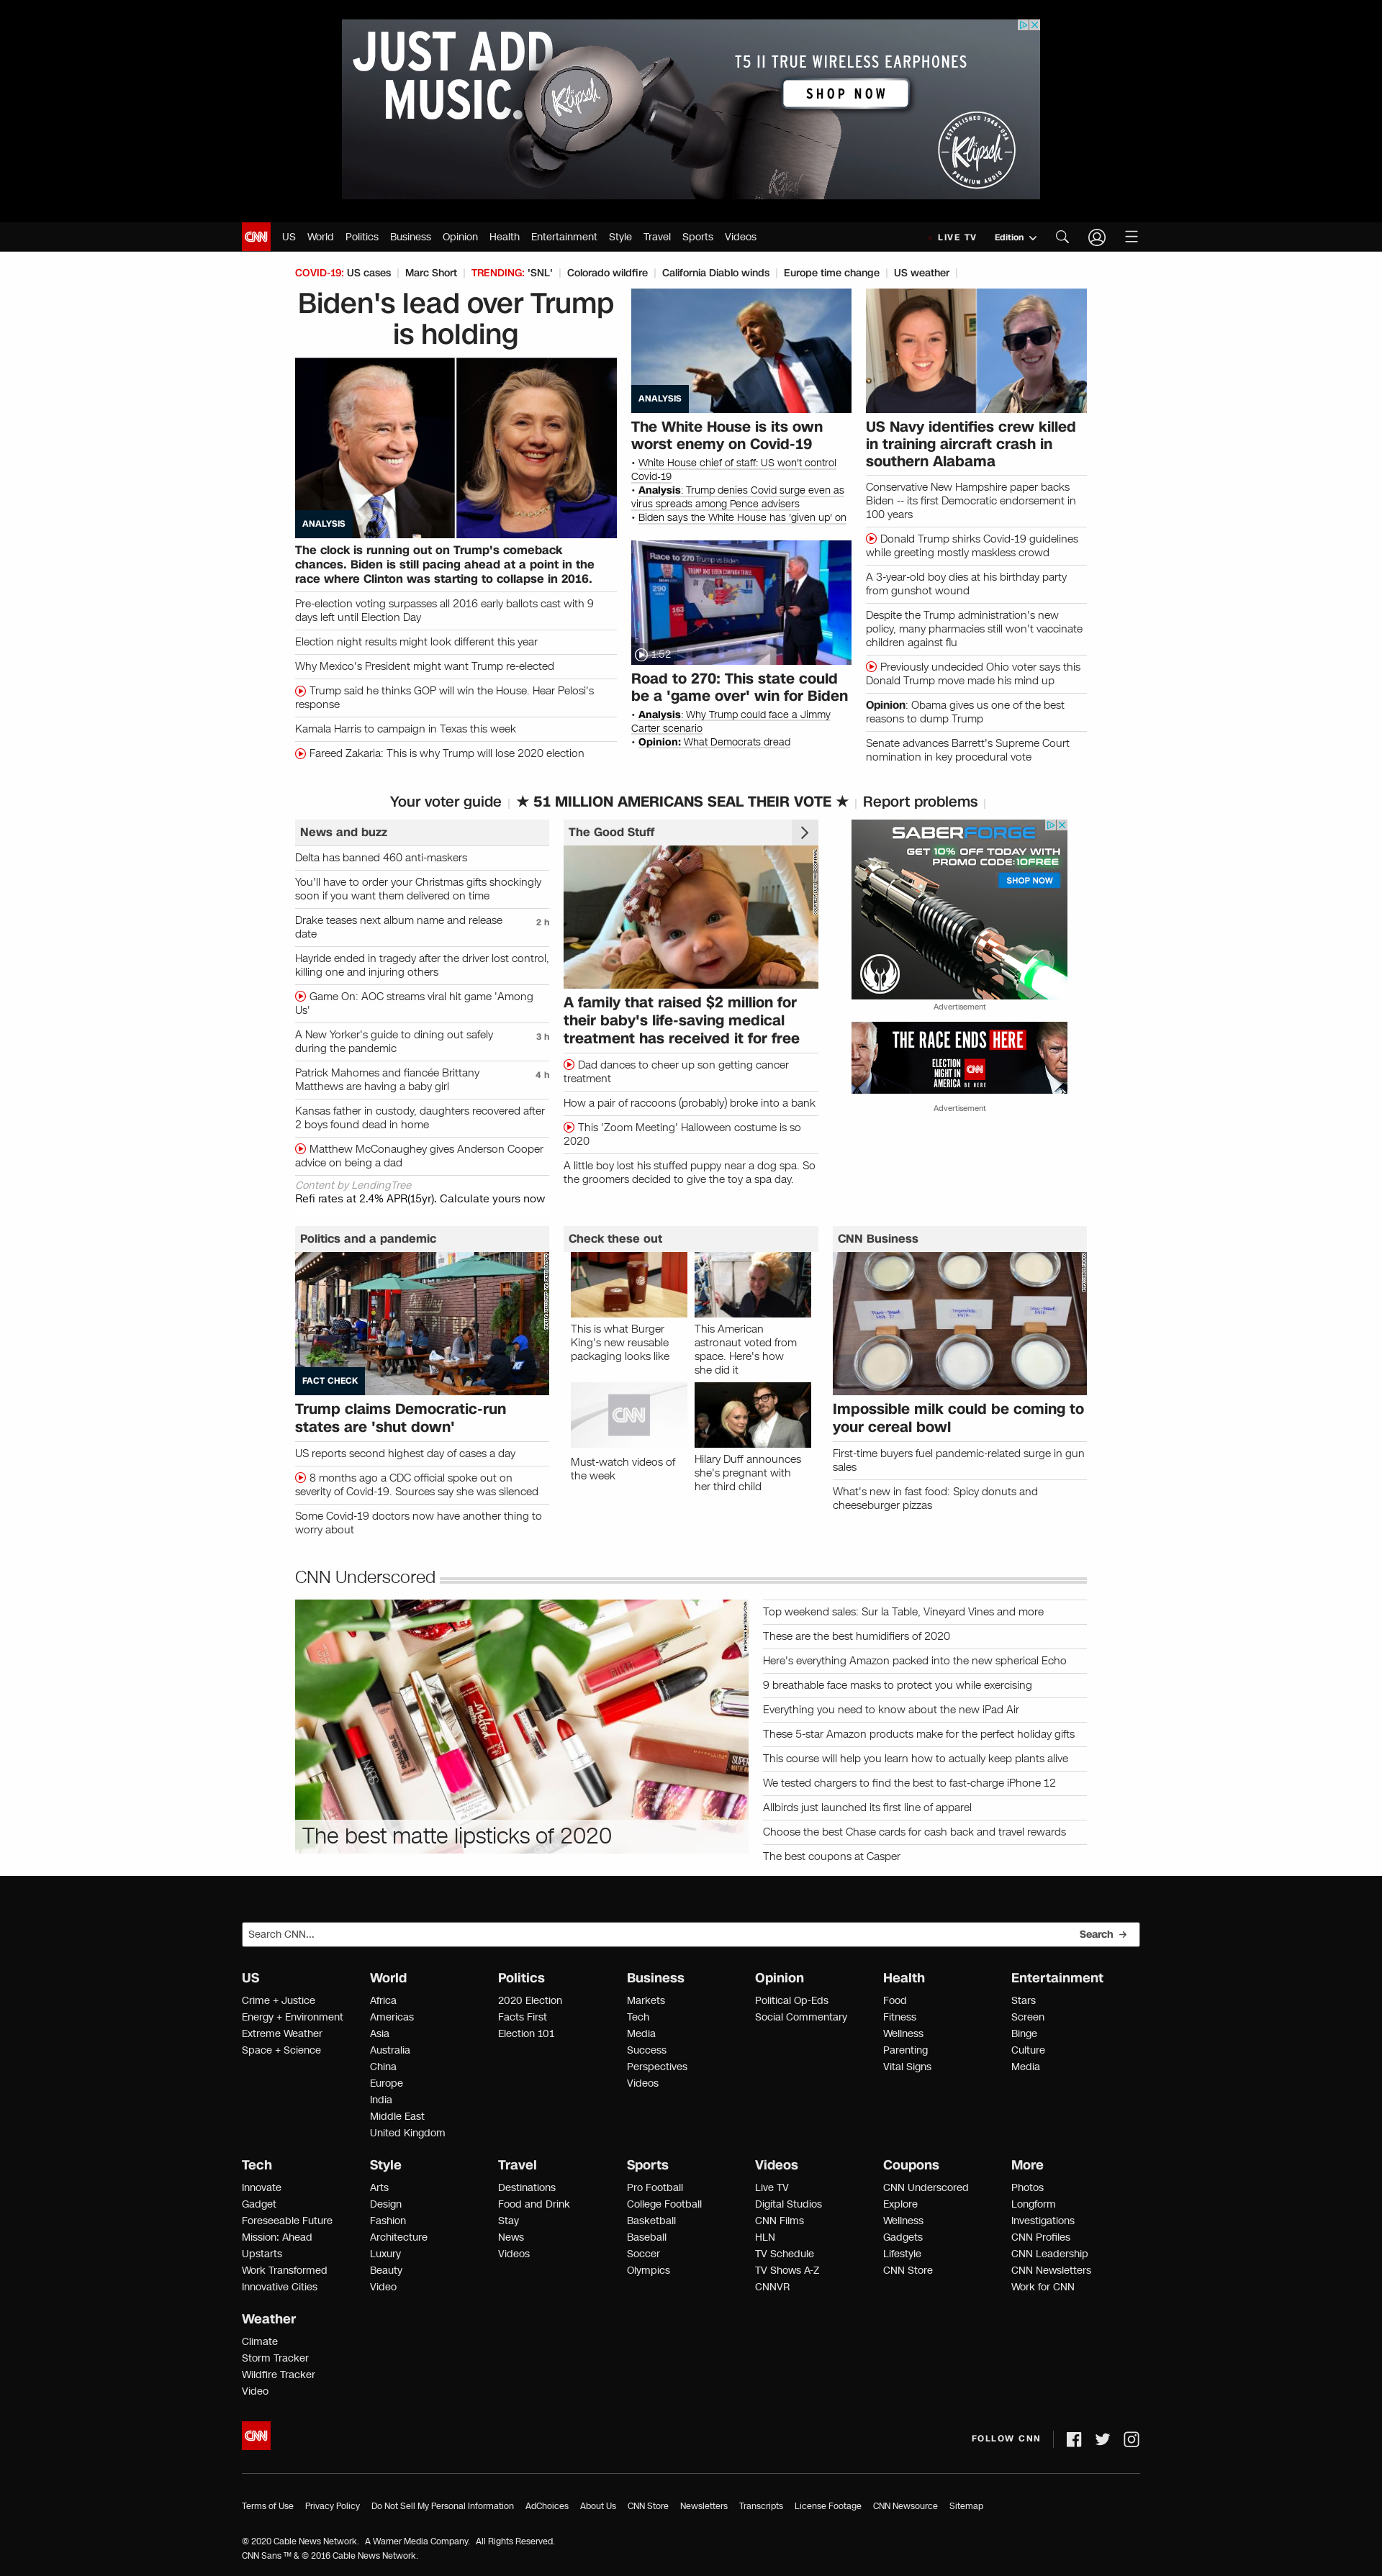 JUST ADD
MUSIC.
T5 II TRUE WIRELESS EARPHONES
SHOP NOW
Klipsch
ESTABLISHED 1946
Klipsch
PREMIUM AUDIO
CNN US World Politics Business Opinion Health Entertainment Style Travel Sports Videos LIVE TV Edition
COVID-19: US cases | Marc Short | TRENDING: 'SNL' | Colorado wildfire | California Diablo winds | Europe time change | US weather |
Biden's lead over Trump
is holding
ANALYSIS
The clock is running out on Trump's comeback
chances. Biden is still pacing ahead at a point in the
race where Clinton was starting to collapse in 2016.
Pre-election voting surpasses all 2016 early ballots cast with 9
days left until Election Day
Election night results might look different this year
Why Mexico's President might want Trump re-elected
Trump said he thinks GOP will win the House. Hear Pelosi's
response
Kamala Harris to campaign in Texas this week
Fareed Zakaria: This is why Trump will lose 2020 election
ANALYSIS
The White House is its own
worst enemy on Covid-19
• White House chief of staff: US won't control
Covid-19
• Analysis: Trump denies Covid surge even as
virus spreads among Pence advisers
• Biden says the White House has 'given up' on
Race to 270 Trump vs Biden
290
163
1:52
Road to 270: This state could
be a 'game over' win for Biden
• Analysis: Why Trump could face a Jimmy
Carter scenario
• Opinion: What Democrats dread
US Navy identifies crew killed
in training aircraft crash in
southern Alabama
Conservative New Hampshire paper backs
Biden -- its first Democratic endorsement in
100 years
Donald Trump shirks Covid-19 guidelines
while greeting mostly maskless crowd
A 3-year-old boy dies at his birthday party
from gunshot wound
Despite the Trump administration's new
policy, many pharmacies still won't vaccinate
children against flu
Previously undecided Ohio voter says this
Donald Trump move made his mind up
Opinion: Obama gives us one of the best
reasons to dump Trump
Senate advances Barrett's Supreme Court
nomination in key procedural vote
Your voter guide | ★ 51 MILLION AMERICANS SEAL THEIR VOTE ★ | Report problems |
News and buzz
Delta has banned 460 anti-maskers
You'll have to order your Christmas gifts shockingly
soon if you want them delivered on time
Drake teases next album name and release
date
2 h
Hayride ended in tragedy after the driver lost control,
killing one and injuring others
Game On: AOC streams viral hit game 'Among
Us'
A New Yorker's guide to dining out safely
during the pandemic
3 h
Patrick Mahomes and fiancée Brittany
Matthews are having a baby girl
4 h
Kansas father in custody, daughters recovered after
2 boys found dead in home
Matthew McConaughey gives Anderson Cooper
advice on being a dad
Content by LendingTree
Refi rates at 2.4% APR(15yr). Calculate yours now
The Good Stuff
A family that raised $2 million for
their baby's life-saving medical
treatment has received it for free
Dad dances to cheer up son getting cancer
treatment
How a pair of raccoons (probably) broke into a bank
This 'Zoom Meeting' Halloween costume is so
2020
A little boy lost his stuffed puppy near a dog spa. So
the groomers decided to give the toy a spa day.
SABERFORGE
GET 10% OFF TODAY WITH
PROMO CODE:10FREE
SHOP NOW
Advertisement
THE RACE ENDS HERE
ELECTION
NIGHT IN
AMERICA
CNN
BE HERE
Advertisement
Politics and a pandemic
FACT CHECK
Trump claims Democratic-run
states are 'shut down'
US reports second highest day of cases a day
8 months ago a CDC official spoke out on
severity of Covid-19. Sources say she was silenced
Some Covid-19 doctors now have another thing to
worry about
Check these out
This is what Burger
King's new reusable
packaging looks like
This American
astronaut voted from
space. Here's how
she did it
CNN
Must-watch videos of
the week
Hilary Duff announces
she's pregnant with
her third child
CNN Business
Impossible milk could be coming to
your cereal bowl
First-time buyers fuel pandemic-related surge in gun
sales
What's new in fast food: Spicy donuts and
cheeseburger pizzas
CNN Underscored
NARS
Melted
MAYBELLINE
SUPER
The best matte lipsticks of 2020
Top weekend sales: Sur la Table, Vineyard Vines and more
These are the best humidifiers of 2020
Here's everything Amazon packed into the new spherical Echo
9 breathable face masks to protect you while exercising
Everything you need to know about the new iPad Air
These 5-star Amazon products make for the perfect holiday gifts
This course will help you learn how to actually keep plants alive
We tested chargers to find the best to fast-charge iPhone 12
Allbirds just launched its first line of apparel
Choose the best Chase cards for cash back and travel rewards
The best coupons at Casper
Search CNN... Search →
US
Crime + Justice
Energy + Environment
Extreme Weather
Space + Science
World
Africa
Americas
Asia
Australia
China
Europe
India
Middle East
United Kingdom
Politics
2020 Election
Facts First
Election 101
Business
Markets
Tech
Media
Success
Perspectives
Videos
Opinion
Political Op-Eds
Social Commentary
Health
Food
Fitness
Wellness
Parenting
Vital Signs
Entertainment
Stars
Screen
Binge
Culture
Media
Tech
Innovate
Gadget
Foreseeable Future
Mission: Ahead
Upstarts
Work Transformed
Innovative Cities
Style
Arts
Design
Fashion
Architecture
Luxury
Beauty
Video
Travel
Destinations
Food and Drink
Stay
News
Videos
Sports
Pro Football
College Football
Basketball
Baseball
Soccer
Olympics
Videos
Live TV
Digital Studios
CNN Films
HLN
TV Schedule
TV Shows A-Z
CNNVR
Coupons
CNN Underscored
Explore
Wellness
Gadgets
Lifestyle
CNN Store
More
Photos
Longform
Investigations
CNN Profiles
CNN Leadership
CNN Newsletters
Work for CNN
Weather
Climate
Storm Tracker
Wildfire Tracker
Video
CNN
FOLLOW CNN
Terms of Use Privacy Policy Do Not Sell My Personal Information AdChoices About Us CNN Store Newsletters Transcripts License Footage CNN Newsource Sitemap
© 2020 Cable News Network. A Warner Media Company. All Rights Reserved.
CNN Sans ™ & © 2016 Cable News Network.